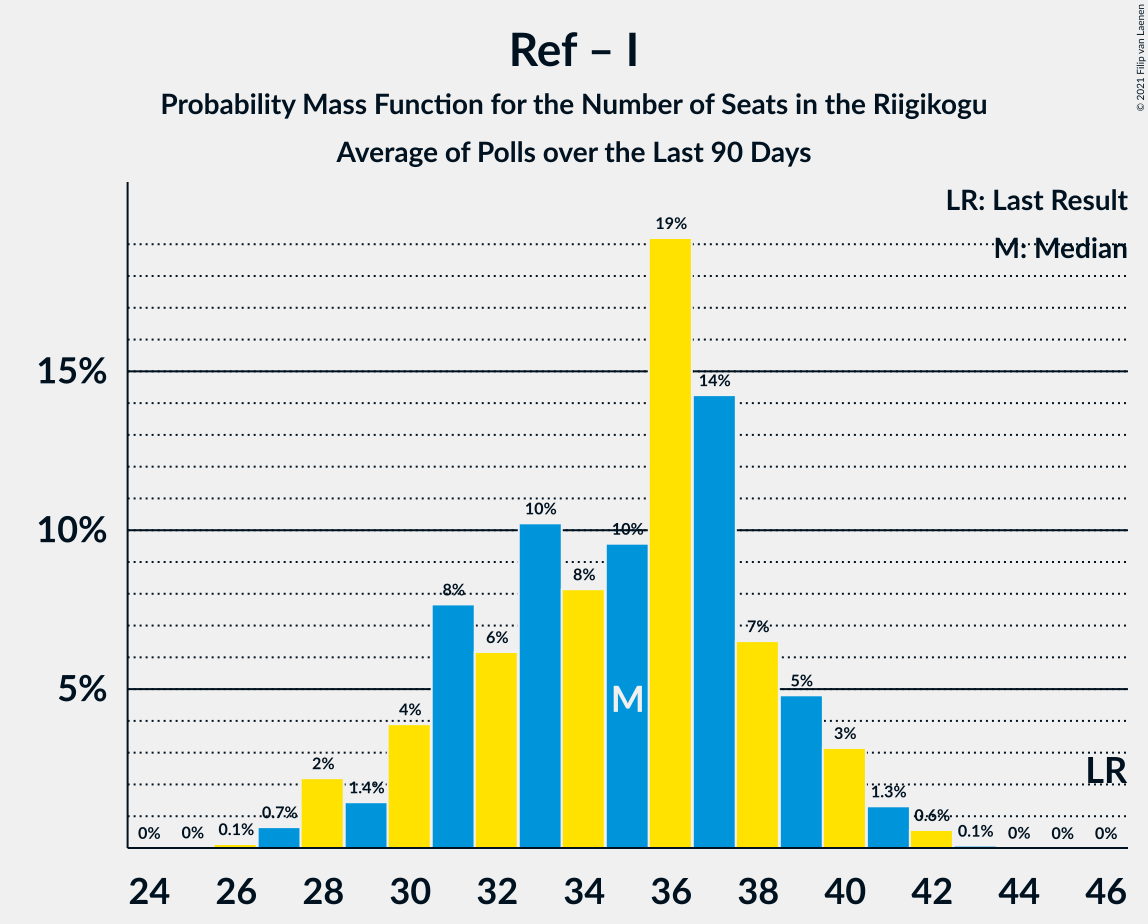 Ref – I
Probability Mass Function for the Number of Seats in the Riigikogu
Average of Polls over the Last 90 Days
© 2021 Filip van Laenen
LR: Last Result
M: Median
15%
10%
5%
0% 0% 0.1% 0.7% 2% 1.4% 4% 8% 6% 10% 8% 10% 19% 14% 7% 5% 3% 1.3% 0.6% 0.1% 0% 0% 0%
M
LR
24 26 28 30 32 34 36 38 40 42 44 46